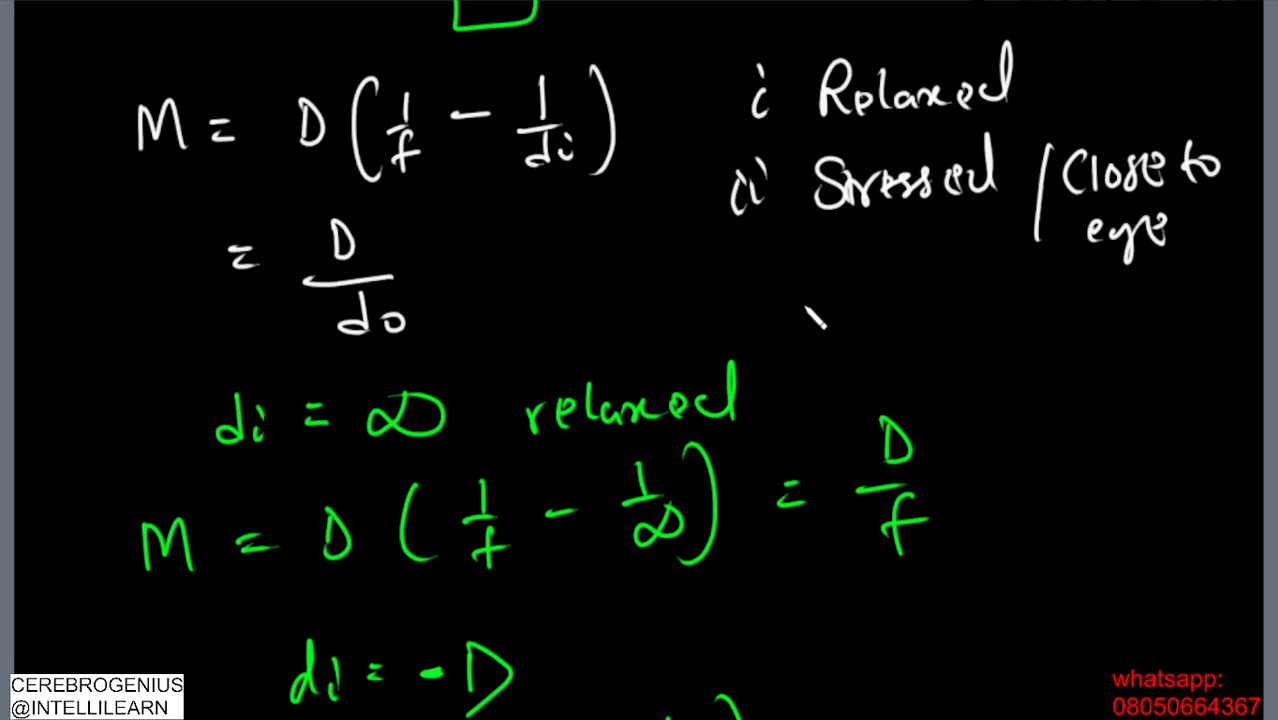 M = D ( 1/f - 1/di )
i Relaxed
ii Stressed / Close to eye
= D/do
di = ∞ relaxed
M = D ( 1/f - 1/∞ ) = D/f
di = -D
CEREBROGENIUS
@INTELLILEARN
whatsapp:
08050664367